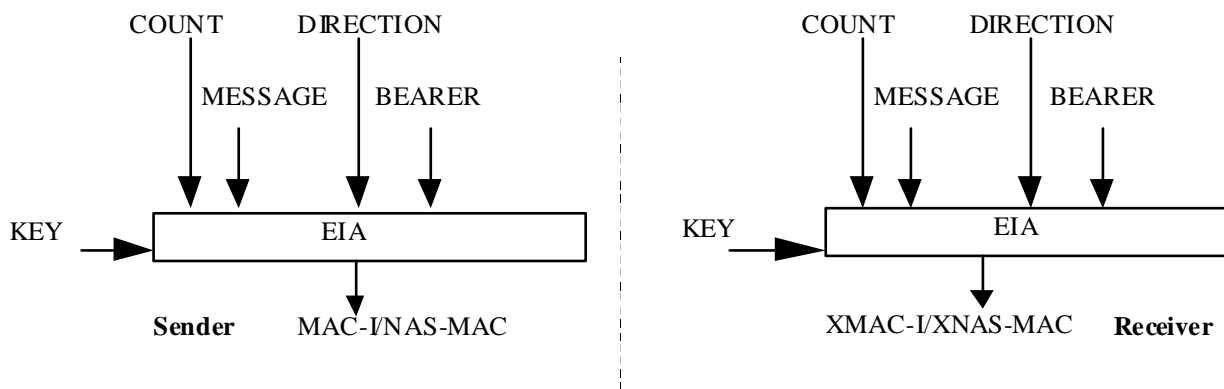 COUNT DIRECTION
MESSAGE BEARER
KEY
EIA
Sender MAC-I/NAS-MAC
COUNT DIRECTION
MESSAGE BEARER
KEY
EIA
XMAC-I/XNAS-MAC Receiver